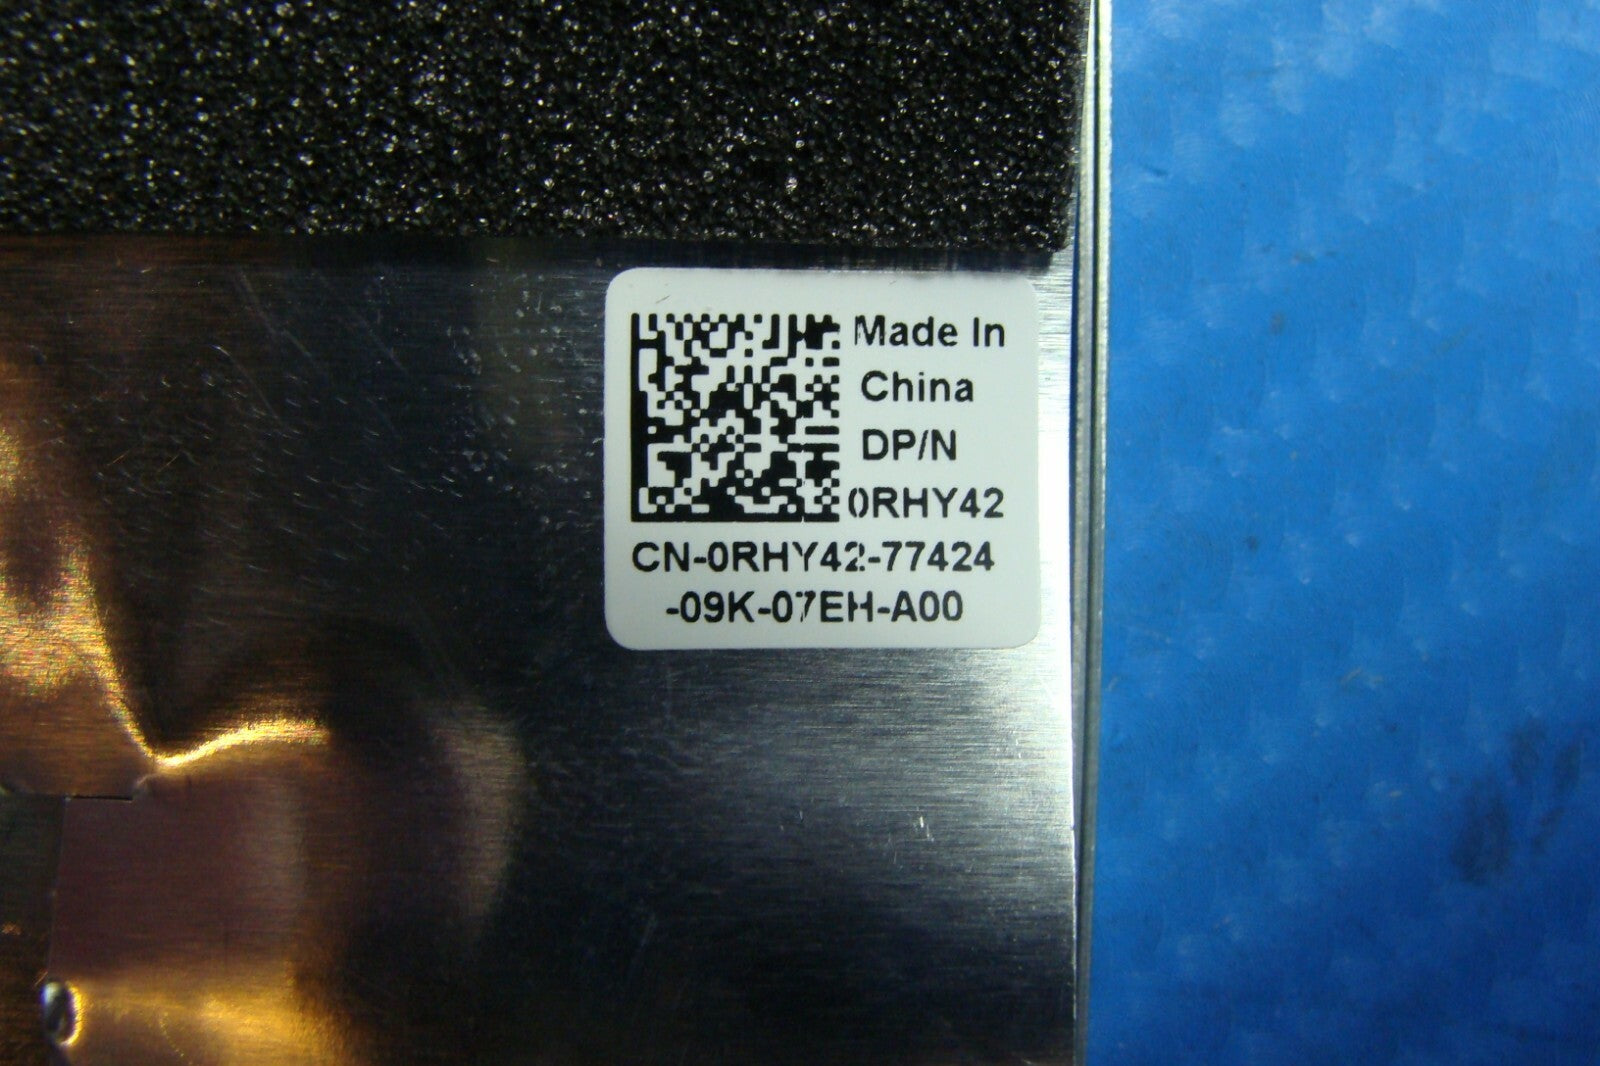 Made In
China
DP/N
0RHY42
CN-0RHY42-77424
-09K-07EH-A00